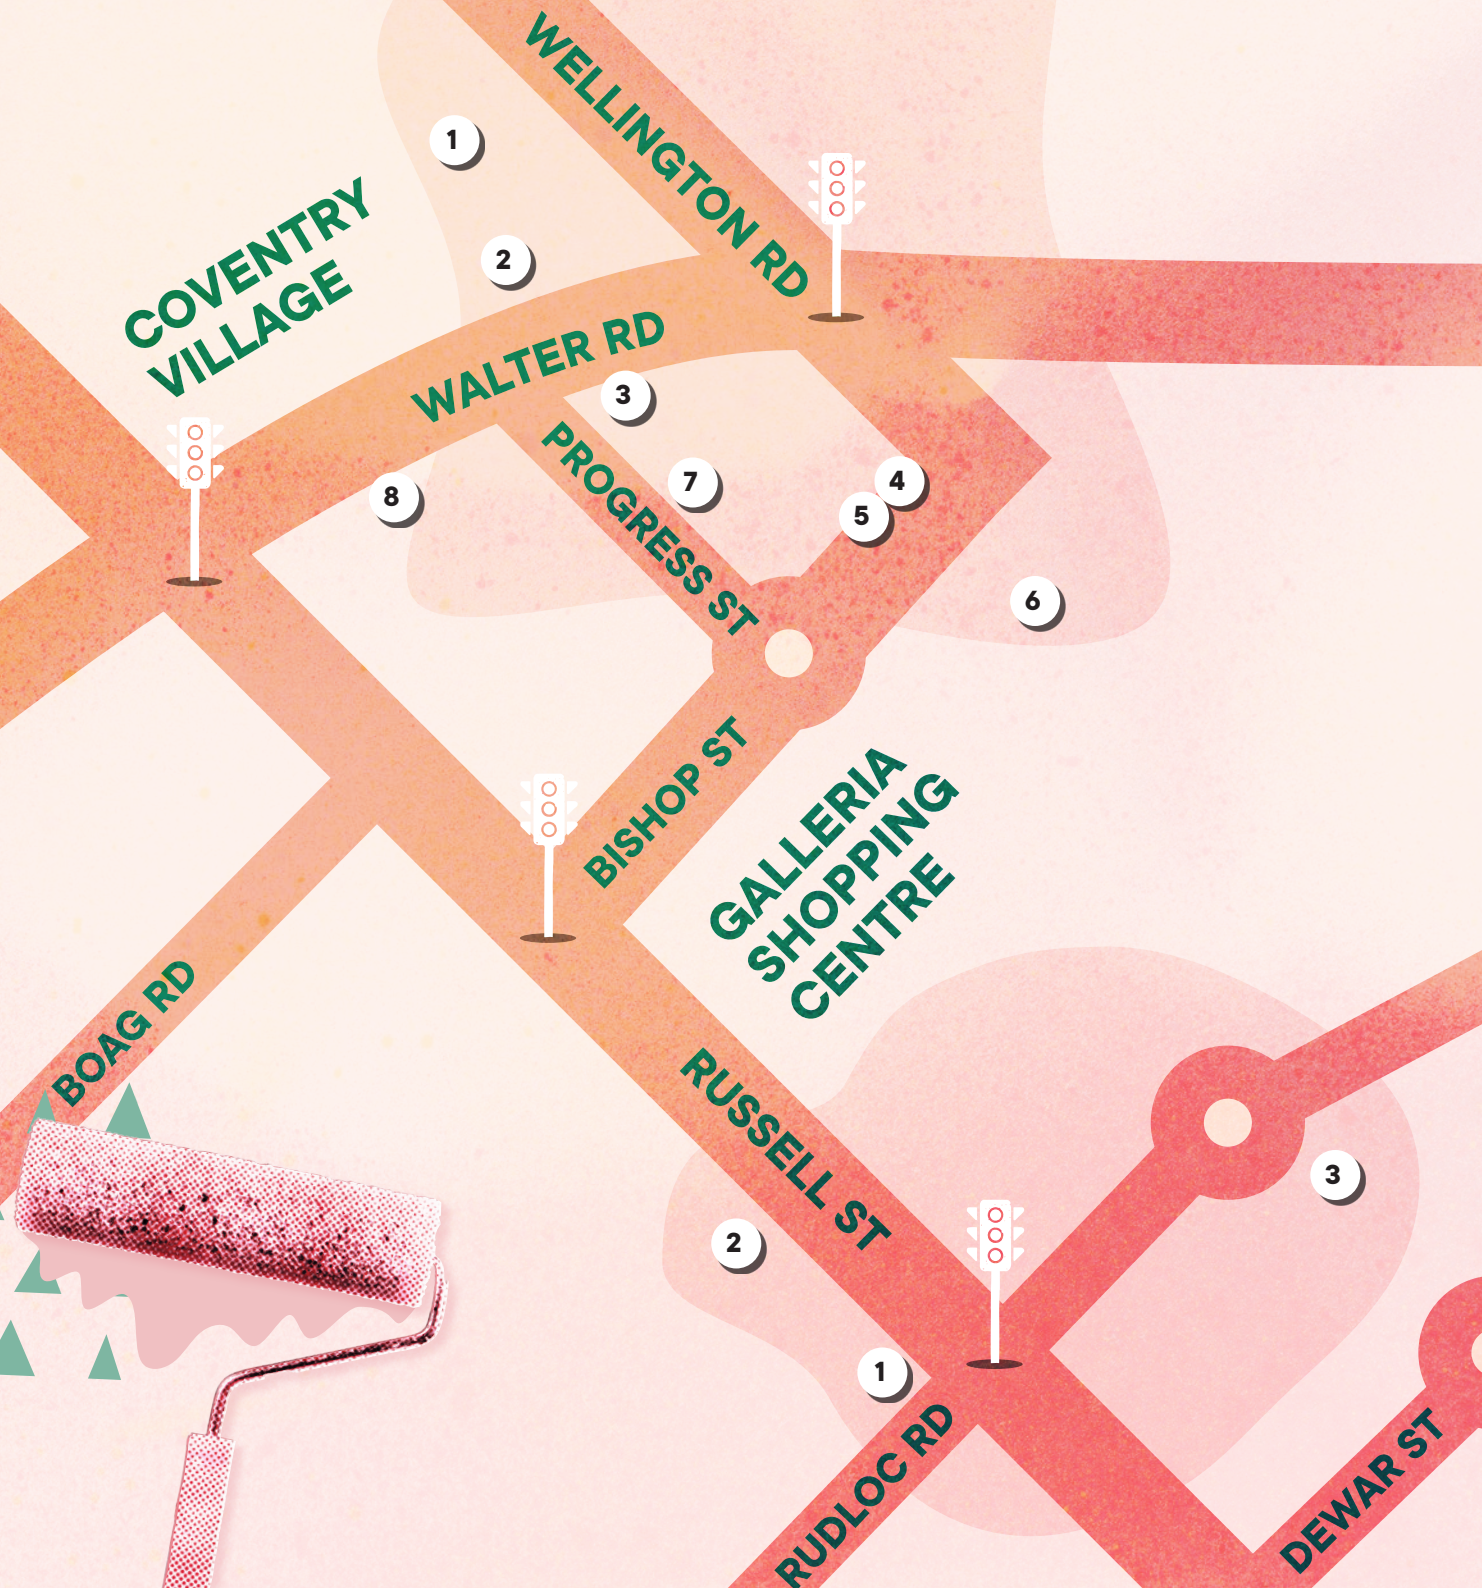 WELLINGTON RD
1
2
COVENTRY
VILLAGE
WALTER RD
3
PROGRESS ST
7
4
5
8
6
BISHOP ST
GALLERIA
SHOPPING
CENTRE
BOAG RD
RUSSELL ST
3
2
1
RUDLOC RD
DEWAR ST